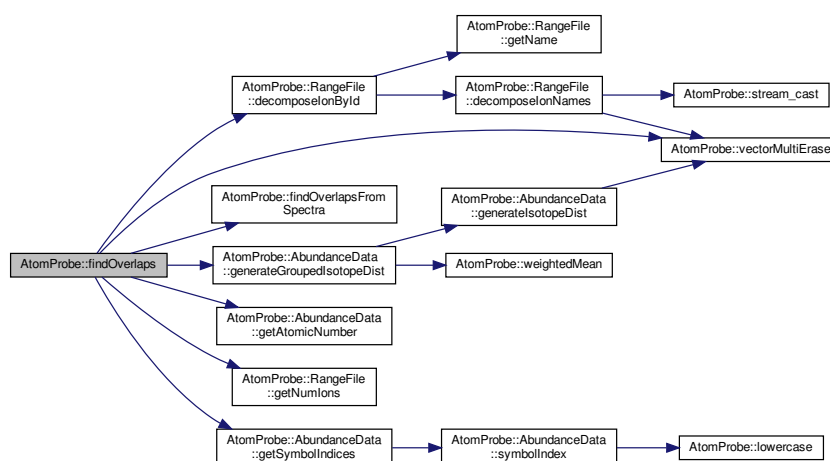 AtomProbe::RangeFile
::getName
AtomProbe::RangeFile
::decomposeIonById
AtomProbe::RangeFile
::decomposeIonNames
AtomProbe::stream_cast
AtomProbe::vectorMultiErase
AtomProbe::findOverlapsFrom
Spectra
AtomProbe::AbundanceData
::generateIsotopeDist
AtomProbe::findOverlaps
AtomProbe::AbundanceData
::generateGroupedIsotopeDist
AtomProbe::weightedMean
AtomProbe::AbundanceData
::getAtomicNumber
AtomProbe::RangeFile
::getNumIons
AtomProbe::AbundanceData
::getSymbolIndices
AtomProbe::AbundanceData
::symbolIndex
AtomProbe::lowercase